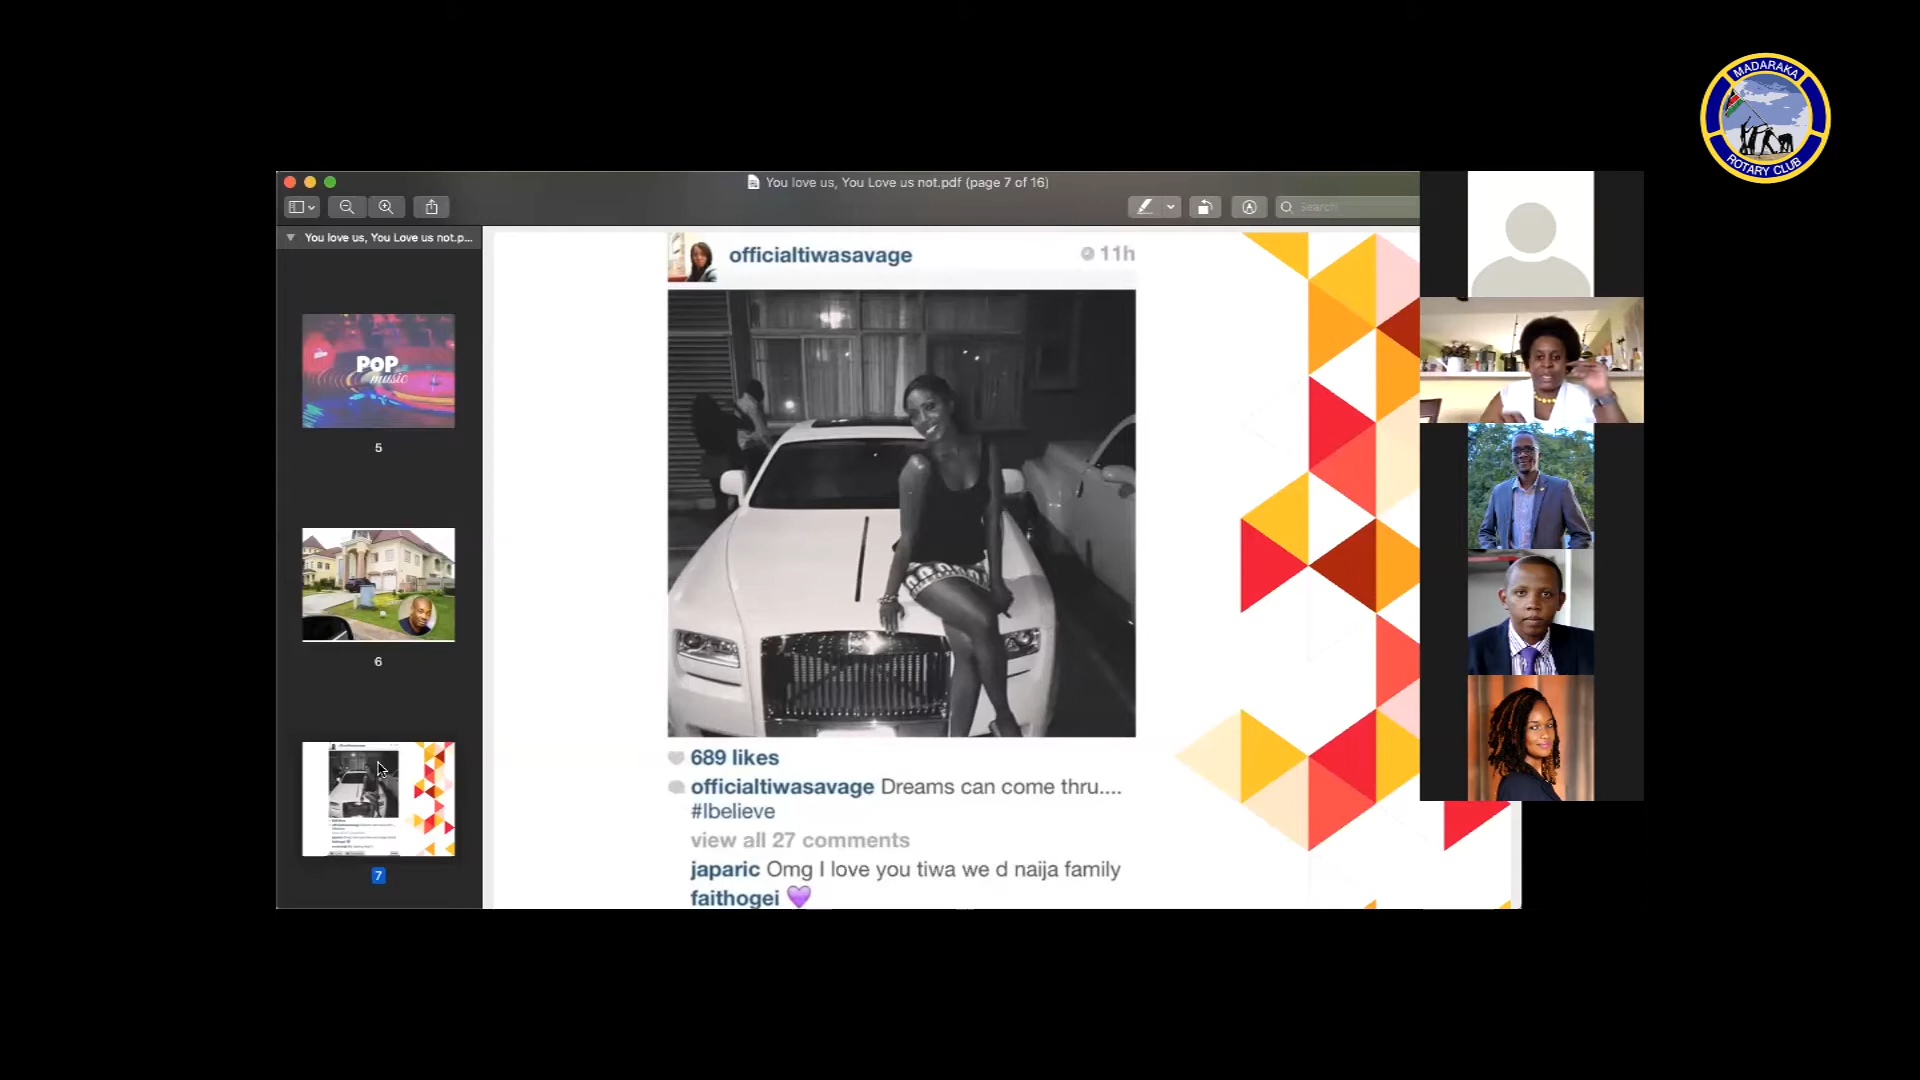 MADARAKA
ROTARY CLUB
You love us, You Love us not.pdf (page 7 of 16)
Search
You love us, You Love us not.p...
POP
music
5
6
7
officialtiwasavage
11h
689 likes
officialtiwasavage Dreams can come thru....
#Ibelieve
view all 27 comments
japaric Omg I love you tiwa we d naija family
faithogei 💜